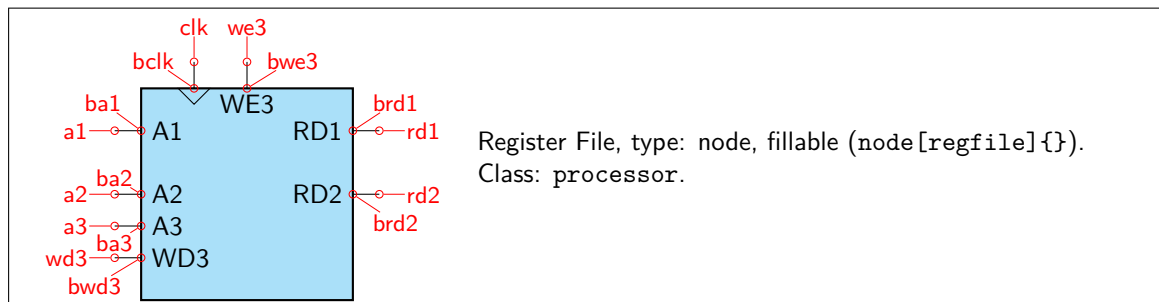 clk we3
bclk bwe3
WE3
ba1 brd1
a1 A1 RD1 rd1
ba2
a2 A2 RD2 rd2
a3 A3 brd2
ba3
wd3 WD3
bwd3
Register File, type: node, fillable (node[regfile]{}).
Class: processor.